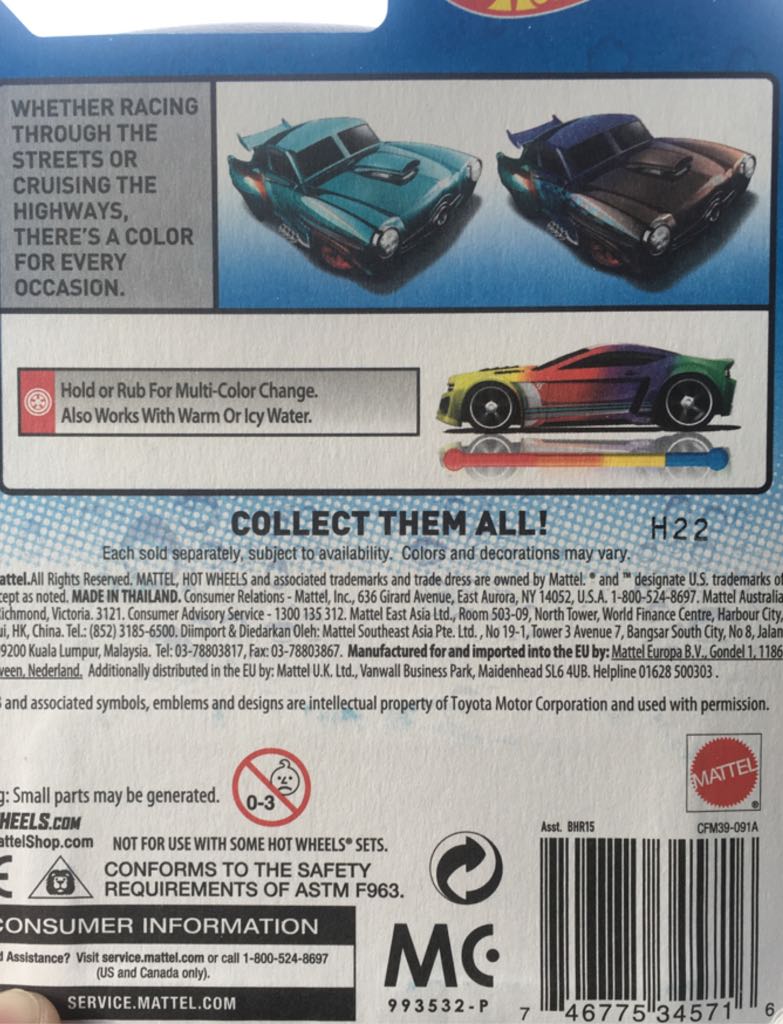 WHETHER RACING
THROUGH THE
STREETS OR
CRUISING THE
HIGHWAYS,
THERE'S A COLOR
FOR EVERY
OCCASION.
Hold or Rub For Multi-Color Change.
Also Works With Warm Or Icy Water.
COLLECT THEM ALL!
H22
Each sold separately, subject to availability. Colors and decorations may vary.
attel.All Rights Reserved. MATTEL, HOT WHEELS and associated trademarks and trade dress are owned by Mattel. ® and ™ designate U.S. trademarks of
cept as noted. MADE IN THAILAND. Consumer Relations - Mattel, Inc., 636 Girard Avenue, East Aurora, NY 14052, U.S.A. 1-800-524-8697. Mattel Australia
ichmond, Victoria. 3121. Consumer Advisory Service - 1300 135 312. Mattel East Asia Ltd., Room 503-09, North Tower, World Finance Centre, Harbour City,
ui, HK, China. Tel.: (852) 3185-6500. Diimport & Diedarkan Oleh: Mattel Southeast Asia Pte. Ltd. , No 19-1, Tower 3 Avenue 7, Bangsar South City, No 8, Jalan
9200 Kuala Lumpur, Malaysia. Tel: 03-78803817, Fax: 03-78803867. Manufactured for and imported into the EU by: Mattel Europa B.V., Gondel 1, 1186
veen, Nederland. Additionally distributed in the EU by: Mattel U.K. Ltd., Vanwall Business Park, Maidenhead SL6 4UB. Helpline 01628 500303 .
and associated symbols, emblems and designs are intellectual property of Toyota Motor Corporation and used with permission.
0-3
MATTEL
®
g: Small parts may be generated.
HEELS.COM
attelShop.com
NOT FOR USE WITH SOME HOT WHEELS® SETS.
Asst. BHR15
CFM39-091A
CONFORMS TO THE SAFETY
REQUIREMENTS OF ASTM F963.
CONSUMER INFORMATION
d Assistance? Visit service.mattel.com or call 1-800-524-8697
(US and Canada only).
SERVICE.MATTEL.COM
MC
993532-P
7 46775 34571 6